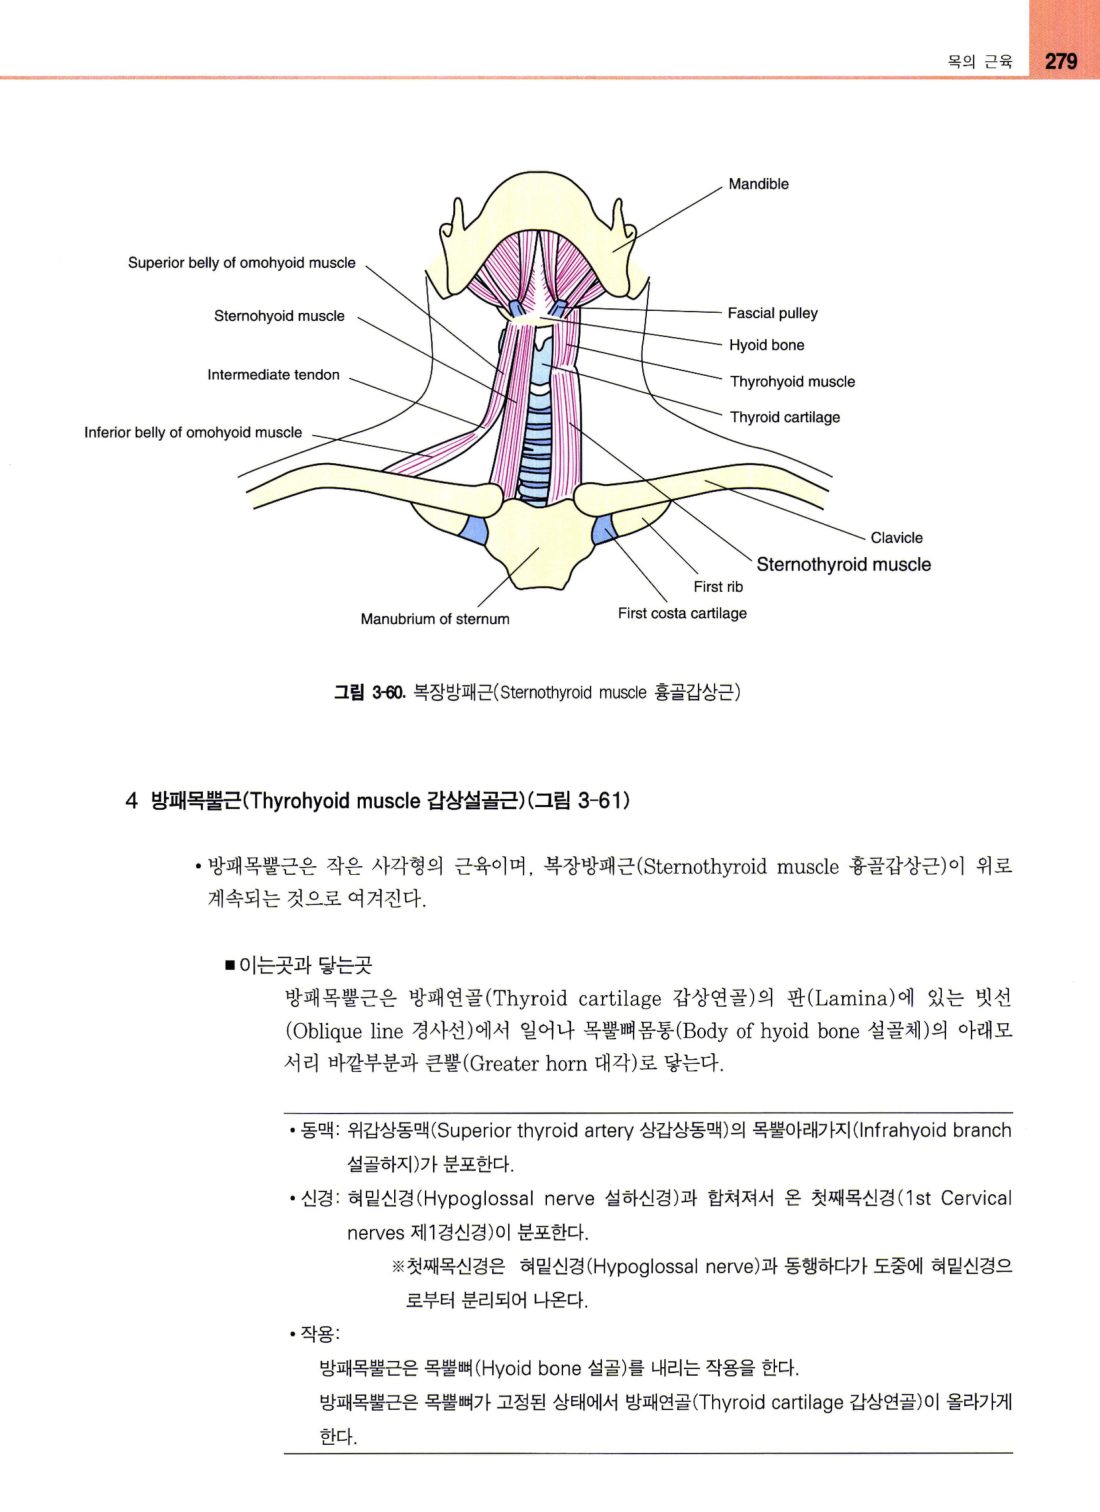 목의 근육 279
Mandible
Superior belly of omohyoid muscle
Sternohyoid muscle
Fascial pulley
Hyoid bone
Intermediate tendon
Thyrohyoid muscle
Thyroid cartilage
Inferior belly of omohyoid muscle
Clavicle
Sternothyroid muscle
First rib
First costa cartilage
Manubrium of sternum
그림 3-60. 복장방패근(Sternothyroid muscle 흉골갑상근)
4 방패목뿔근(Thyrohyoid muscle 갑상설골근)(그림 3-61)
• 방패목뿔근은 작은 사각형의 근육이며, 복장방패근(Sternothyroid muscle 흉골갑상근)이 위로
계속되는 것으로 여겨진다.
■ 이는곳과 닿는곳
방패목뿔근은 방패연골(Thyroid cartilage 갑상연골)의 판(Lamina)에 있는 빗선
(Oblique line 경사선)에서 일어나 목뿔뼈몸통(Body of hyoid bone 설골체)의 아래모
서리 바깥부분과 큰뿔(Greater horn 대각)로 닿는다.
• 동맥: 위갑상동맥(Superior thyroid artery 상갑상동맥)의 목뿔아래가지(Infrahyoid branch
설골하지)가 분포한다.
• 신경: 혀밑신경(Hypoglossal nerve 설하신경)과 합쳐져서 온 첫째목신경(1st Cervical
nerves 제1경신경)이 분포한다.
※첫째목신경은 혀밑신경(Hypoglossal nerve)과 동행하다가 도중에 혀밑신경으
로부터 분리되어 나온다.
• 작용:
방패목뿔근은 목뿔뼈(Hyoid bone 설골)를 내리는 작용을 한다.
방패목뿔근은 목뿔뼈가 고정된 상태에서 방패연골(Thyroid cartilage 갑상연골)이 올라가게
한다.